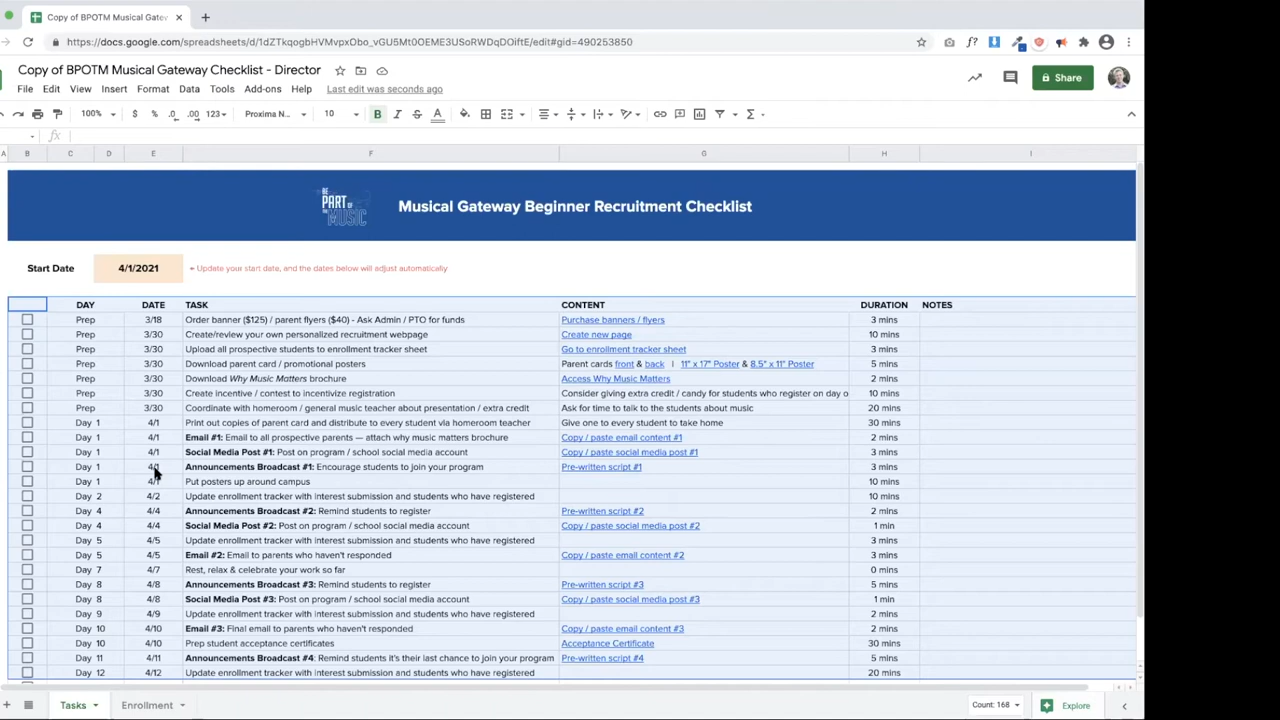 Copy of BPOTM Musical Gatew
https://docs.google.com/spreadsheets/d/1dZTkqogbHVMvpxObo_vGU5Mt0OEME3USoRWDqDOiftE/edit#gid=490253850
Copy of BPOTM Musical Gateway Checklist - Director
Share
File Edit View Insert Format Data Tools Add-ons Help Last edit was seconds ago
100% $ % .0 .00 123 Proxima N... 10 B I S A
fx
A B C D E F G H I
BE PART OF THE MUSIC
Musical Gateway Beginner Recruitment Checklist
Start Date 4/1/2021 Update your start date, and the dates below will adjust automatically
DAY DATE TASK CONTENT DURATION NOTES
Prep 3/18 Order banner ($125) / parent flyers ($40) - Ask Admin / PTO for funds Purchase banners / flyers 3 mins
Prep 3/30 Create/review your own personalized recruitment webpage Create new page 10 mins
Prep 3/30 Upload all prospective students to enrollment tracker sheet Go to enrollment tracker sheet 3 mins
Prep 3/30 Download parent card / promotional posters Parent cards front & back | 11" x 17" Poster & 8.5" x 11" Poster 5 mins
Prep 3/30 Download Why Music Matters brochure Access Why Music Matters 2 mins
Prep 3/30 Create incentive / contest to incentivize registration Consider giving extra credit / candy for students who register on day o 10 mins
Prep 3/30 Coordinate with homeroom / general music teacher about presentation / extra credit Ask for time to talk to the students about music 20 mins
Day 1 4/1 Print out copies of parent card and distribute to every student via homeroom teacher Give one to every student to take home 30 mins
Day 1 4/1 Email #1: Email to all prospective parents — attach why music matters brochure Copy / paste email content #1 2 mins
Day 1 4/1 Social Media Post #1: Post on program / school social media account Copy / paste social media post #1 3 mins
Day 1 4/1 Announcements Broadcast #1: Encourage students to join your program Pre-written script #1 3 mins
Day 1 4/1 Put posters up around campus 10 mins
Day 2 4/2 Update enrollment tracker with interest submission and students who have registered 10 mins
Day 4 4/4 Announcements Broadcast #2: Remind students to register Pre-written script #2 2 mins
Day 4 4/4 Social Media Post #2: Post on program / school social media account Copy / paste social media post #2 1 min
Day 5 4/5 Update enrollment tracker with interest submission and students who have registered 3 mins
Day 5 4/5 Email #2: Email to parents who haven't responded Copy / paste email content #2 3 mins
Day 7 4/7 Rest, relax & celebrate your work so far 0 mins
Day 8 4/8 Announcements Broadcast #3: Remind students to register Pre-written script #3 5 mins
Day 8 4/8 Social Media Post #3: Post on program / school social media account Copy / paste social media post #3 1 min
Day 9 4/9 Update enrollment tracker with interest submission and students who have registered 2 mins
Day 10 4/10 Email #3: Final email to parents who haven't responded Copy / paste email content #3 2 mins
Day 10 4/10 Prep student acceptance certificates Acceptance Certificate 30 mins
Day 11 4/11 Announcements Broadcast #4: Remind students it's their last chance to join your program Pre-written script #4 5 mins
Day 12 4/12 Update enrollment tracker with interest submission and students who have registered 20 mins
Tasks Enrollment Count: 168 Explore